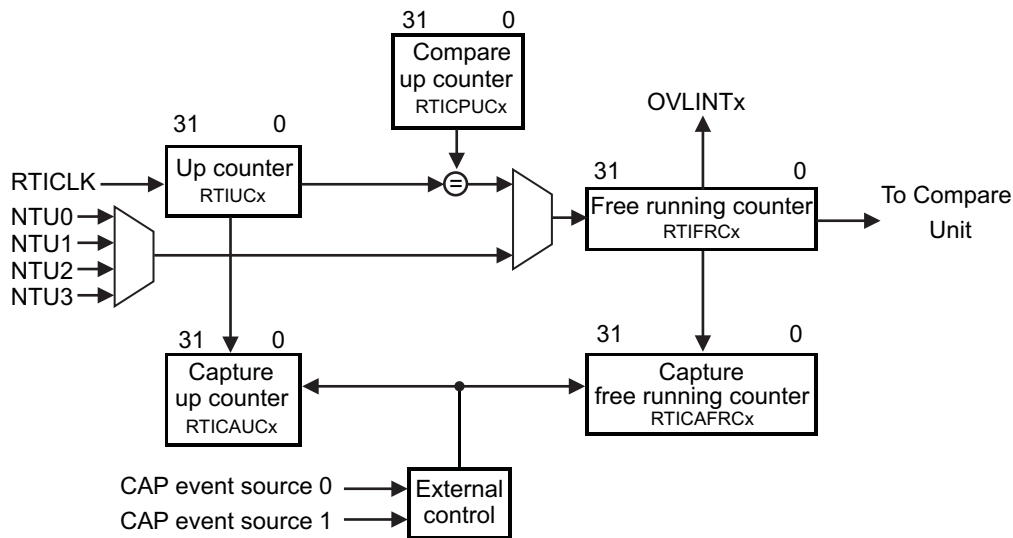 31 0
Compare
up counter
RTICPUCx
OVLINTx
31 0
31 0
RTICLK
Up counter
RTIUCx
=
Free running counter
RTIFRCx
To Compare
Unit
NTU0
NTU1
NTU2
NTU3
31 0
31 0
Capture
up counter
RTICAUCx
Capture
free running counter
RTICAFRCx
CAP event source 0
CAP event source 1
External
control